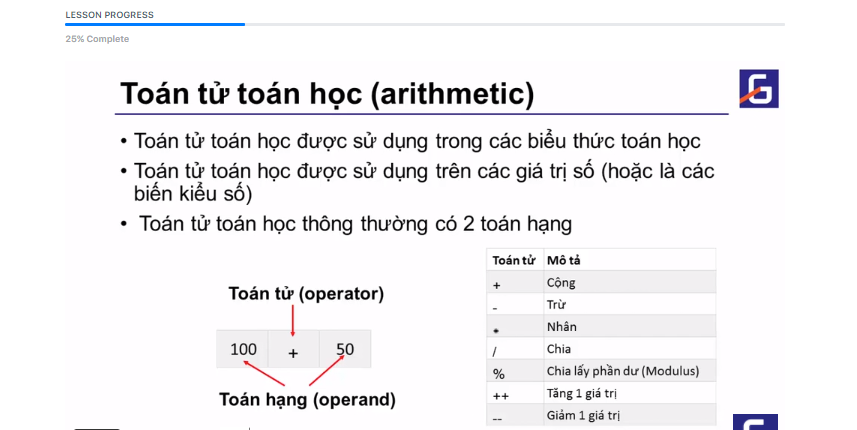 LESSON PROGRESS
25% Complete
Toán tử toán học (arithmetic)
G
• Toán tử toán học được sử dụng trong các biểu thức toán học
• Toán tử toán học được sử dụng trên các giá trị số (hoặc là các
biến kiểu số)
• Toán tử toán học thông thường có 2 toán hạng
Toán tử (operator)
100 + 50
Toán hạng (operand)
Toán tử Mô tả
+ Cộng
- Trừ
* Nhân
/ Chia
% Chia lấy phần dư (Modulus)
++ Tăng 1 giá trị
-- Giảm 1 giá trị